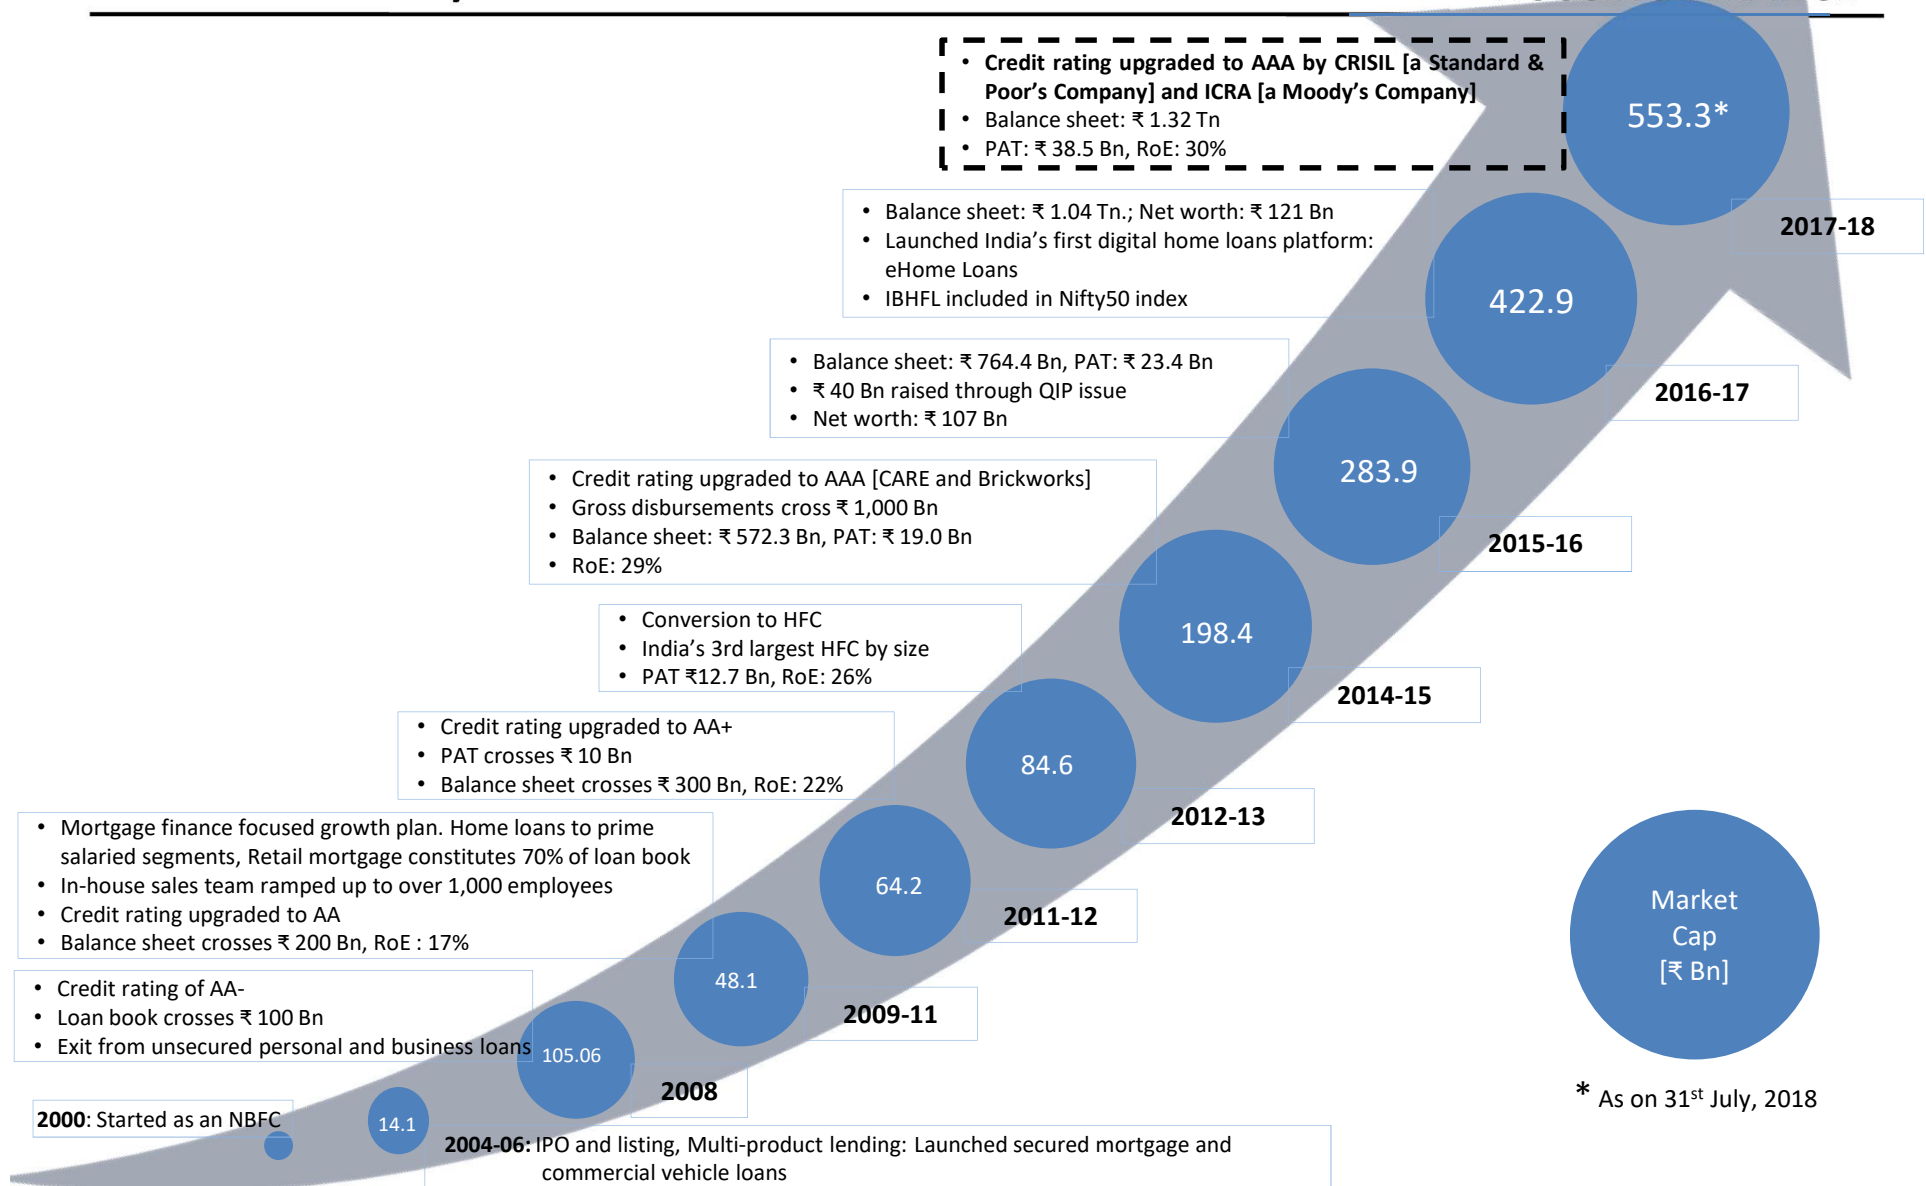 • Credit rating upgraded to AAA by CRISIL [a Standard &
Poor's Company] and ICRA [a Moody's Company]
• Balance sheet: ₹ 1.32 Tn
• PAT: ₹ 38.5 Bn, RoE: 30%
553.3*
2017-18
• Balance sheet: ₹ 1.04 Tn.; Net worth: ₹ 121 Bn
• Launched India's first digital home loans platform:
eHome Loans
• IBHFL included in Nifty50 index
422.9
2016-17
• Balance sheet: ₹ 764.4 Bn, PAT: ₹ 23.4 Bn
• ₹ 40 Bn raised through QIP issue
• Net worth: ₹ 107 Bn
283.9
2015-16
• Credit rating upgraded to AAA [CARE and Brickworks]
• Gross disbursements cross ₹ 1,000 Bn
• Balance sheet: ₹ 572.3 Bn, PAT: ₹ 19.0 Bn
• RoE: 29%
198.4
2014-15
• Conversion to HFC
• India's 3rd largest HFC by size
• PAT ₹12.7 Bn, RoE: 26%
84.6
2012-13
• Credit rating upgraded to AA+
• PAT crosses ₹ 10 Bn
• Balance sheet crosses ₹ 300 Bn, RoE: 22%
64.2
2011-12
• Mortgage finance focused growth plan. Home loans to prime
salaried segments, Retail mortgage constitutes 70% of loan book
• In-house sales team ramped up to over 1,000 employees
• Credit rating upgraded to AA
• Balance sheet crosses ₹ 200 Bn, RoE : 17%
48.1
2009-11
• Credit rating of AA-
• Loan book crosses ₹ 100 Bn
• Exit from unsecured personal and business loans
105.06
2008
2000: Started as an NBFC
14.1
2004-06: IPO and listing, Multi-product lending: Launched secured mortgage and
commercial vehicle loans
Market
Cap
[₹ Bn]
* As on 31st July, 2018